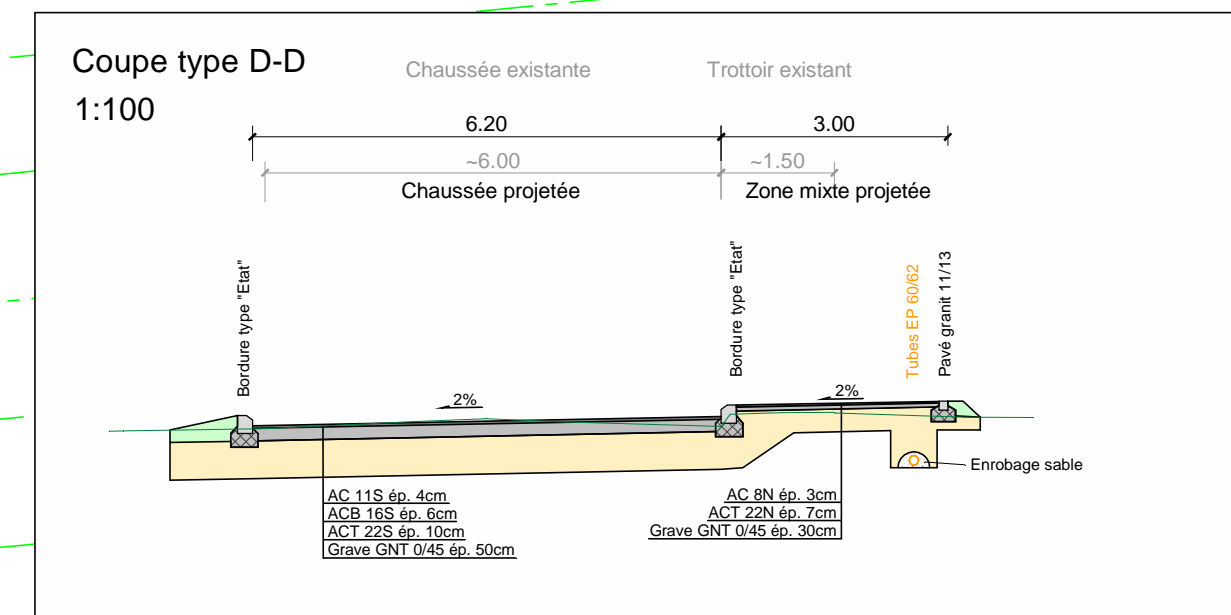 Coupe type D-D
1:100
Chaussée existante
Trottoir existant
6.20
3.00
~6.00
~1.50
Chaussée projetée
Zone mixte projetée
Bordure type "Etat"
Bordure type "Etat"
Tubes EP 60/62
Pavé granit 11/13
2%
2%
Enrobage sable
AC 11S ép. 4cm
ACB 16S ép. 6cm
ACT 22S ép. 10cm
Grave GNT 0/45 ép. 50cm
AC 8N ép. 3cm
ACT 22N ép. 7cm
Grave GNT 0/45 ép. 30cm